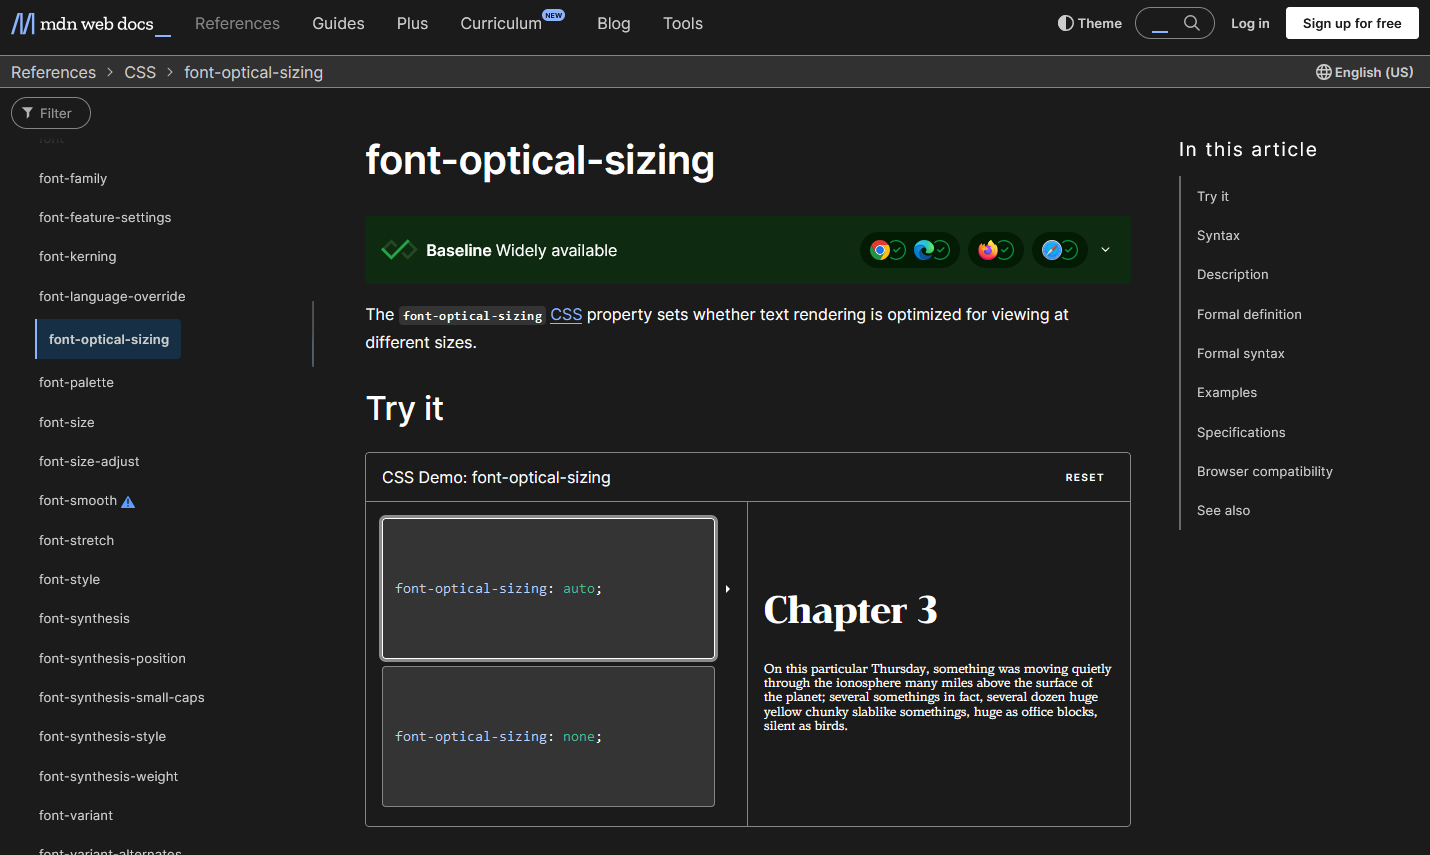 mdn web docs_
References
Guides
Plus
Curriculum NEW
Blog
Tools
Theme
Log in
Sign up for free
References > CSS > font-optical-sizing
English (US)
Filter
font
font-family
font-feature-settings
font-kerning
font-language-override
font-optical-sizing
font-palette
font-size
font-size-adjust
font-smooth
font-stretch
font-style
font-synthesis
font-synthesis-position
font-synthesis-small-caps
font-synthesis-style
font-synthesis-weight
font-variant
font-variant-alternates
font-optical-sizing
Baseline Widely available
The font-optical-sizing CSS property sets whether text rendering is optimized for viewing at
different sizes.
Try it
CSS Demo: font-optical-sizing
RESET
font-optical-sizing: auto;
font-optical-sizing: none;
Chapter 3
On this particular Thursday, something was moving quietly
through the ionosphere many miles above the surface of
the planet; several somethings in fact, several dozen huge
yellow chunky slablike somethings, huge as office blocks,
silent as birds.
In this article
Try it
Syntax
Description
Formal definition
Formal syntax
Examples
Specifications
Browser compatibility
See also